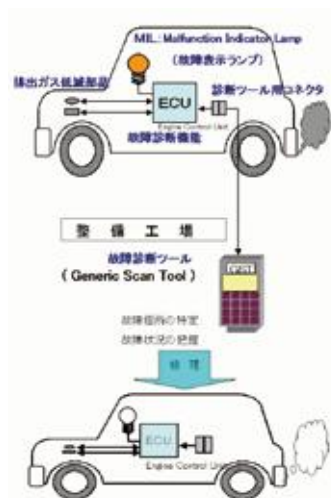 MIL: Malfunction Indicator Lamp
(故障表示ランプ)
排出ガス低減部品
ECU
診断ツール用コネクタ
故障診断機能
Engine Control Unit
整備工場
故障診断ツール
( Generic Scan Tool )
故障個所の特定
故障状況の把握
修理
ECU
Engine Control Unit